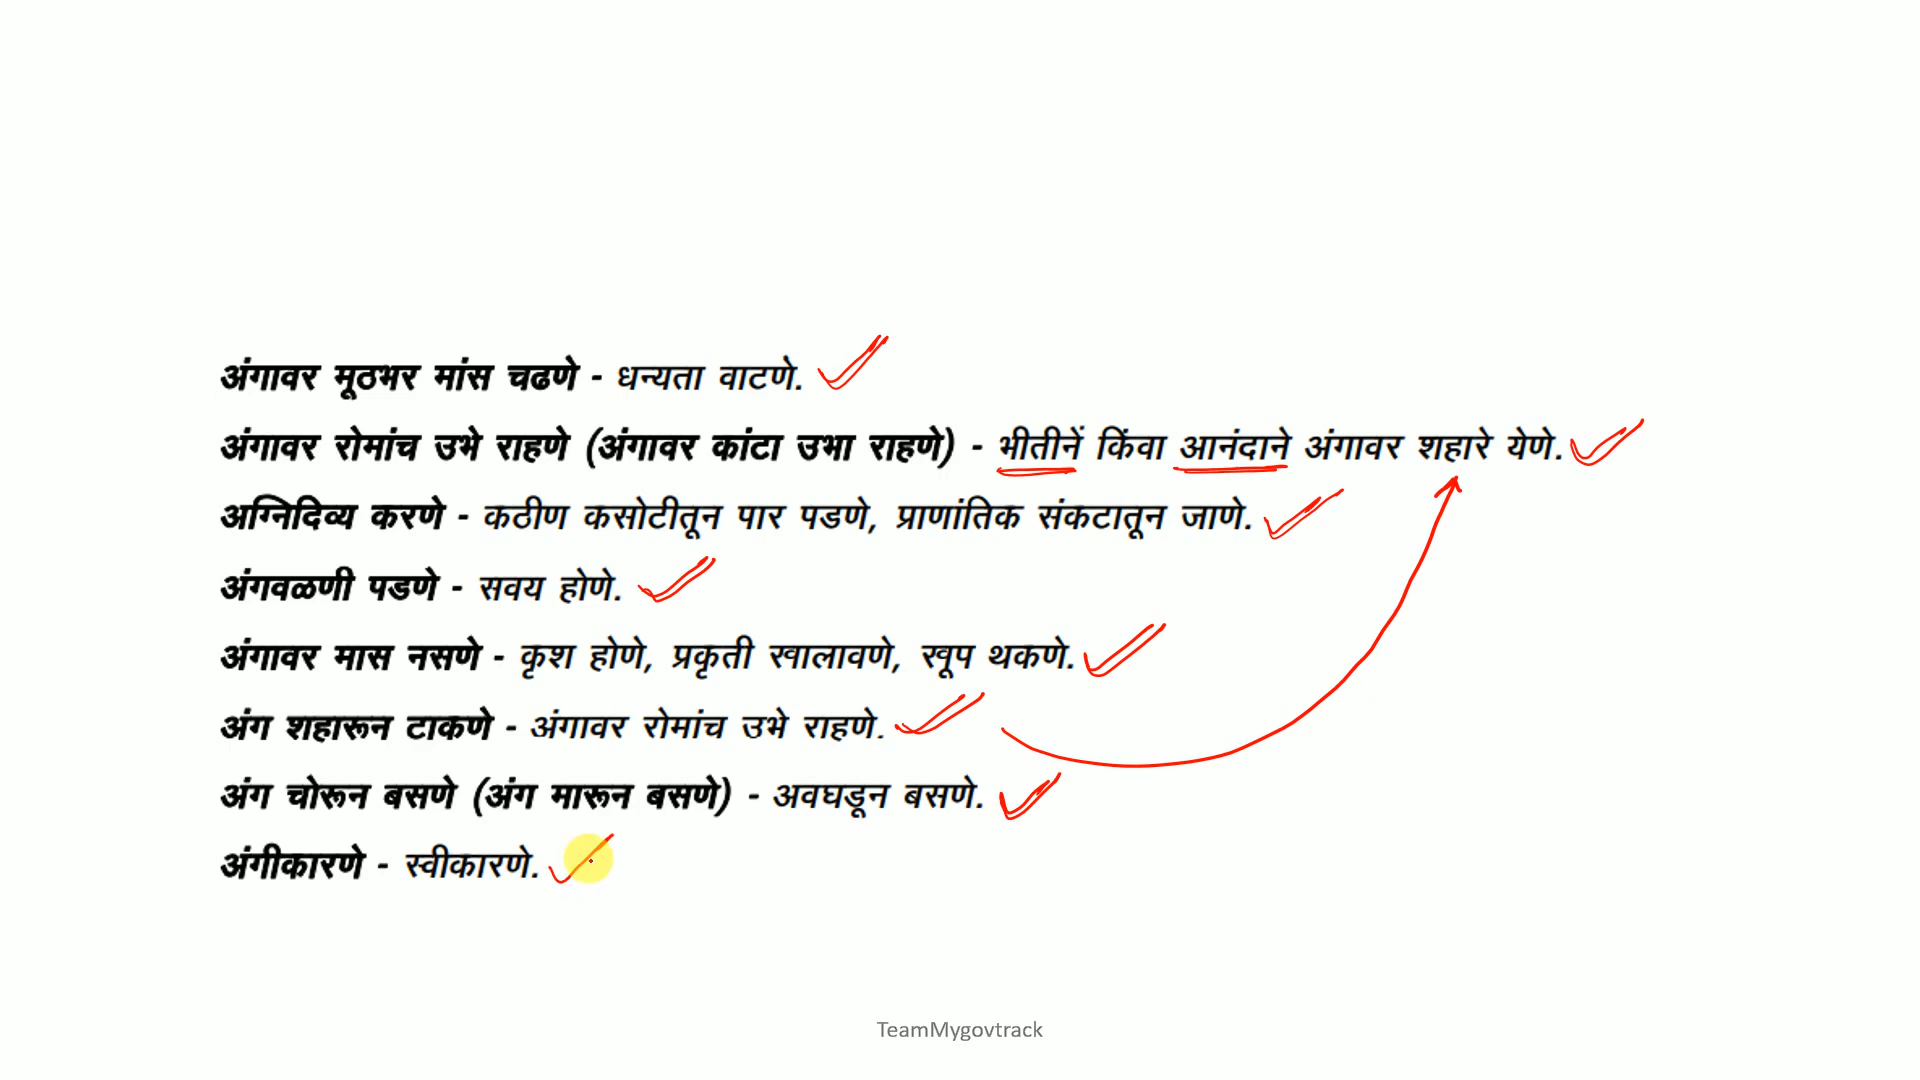 अंगावर मूठभर मांस चढणे - धन्यता वाटणे.
अंगावर रोमांच उभे राहणे (अंगावर कांटा उभा राहणे) - भीतीनें किंवा आनंदाने अंगावर शहारे येणे.
अग्निदिव्य करणे - कठीण कसोटीतून पार पडणे, प्राणांतिक संकटातून जाणे.
अंगवळणी पडणे - सवय होणे.
अंगावर मास नसणे - कृश होणे, प्रकृती खालावणे, खूप थकणे.
अंग शहारून टाकणे - अंगावर रोमांच उभे राहणे.
अंग चोरून बसणे (अंग मारून बसणे) - अवघडून बसणे.
अंगीकारणे - स्वीकारणे.
TeamMygovtrack